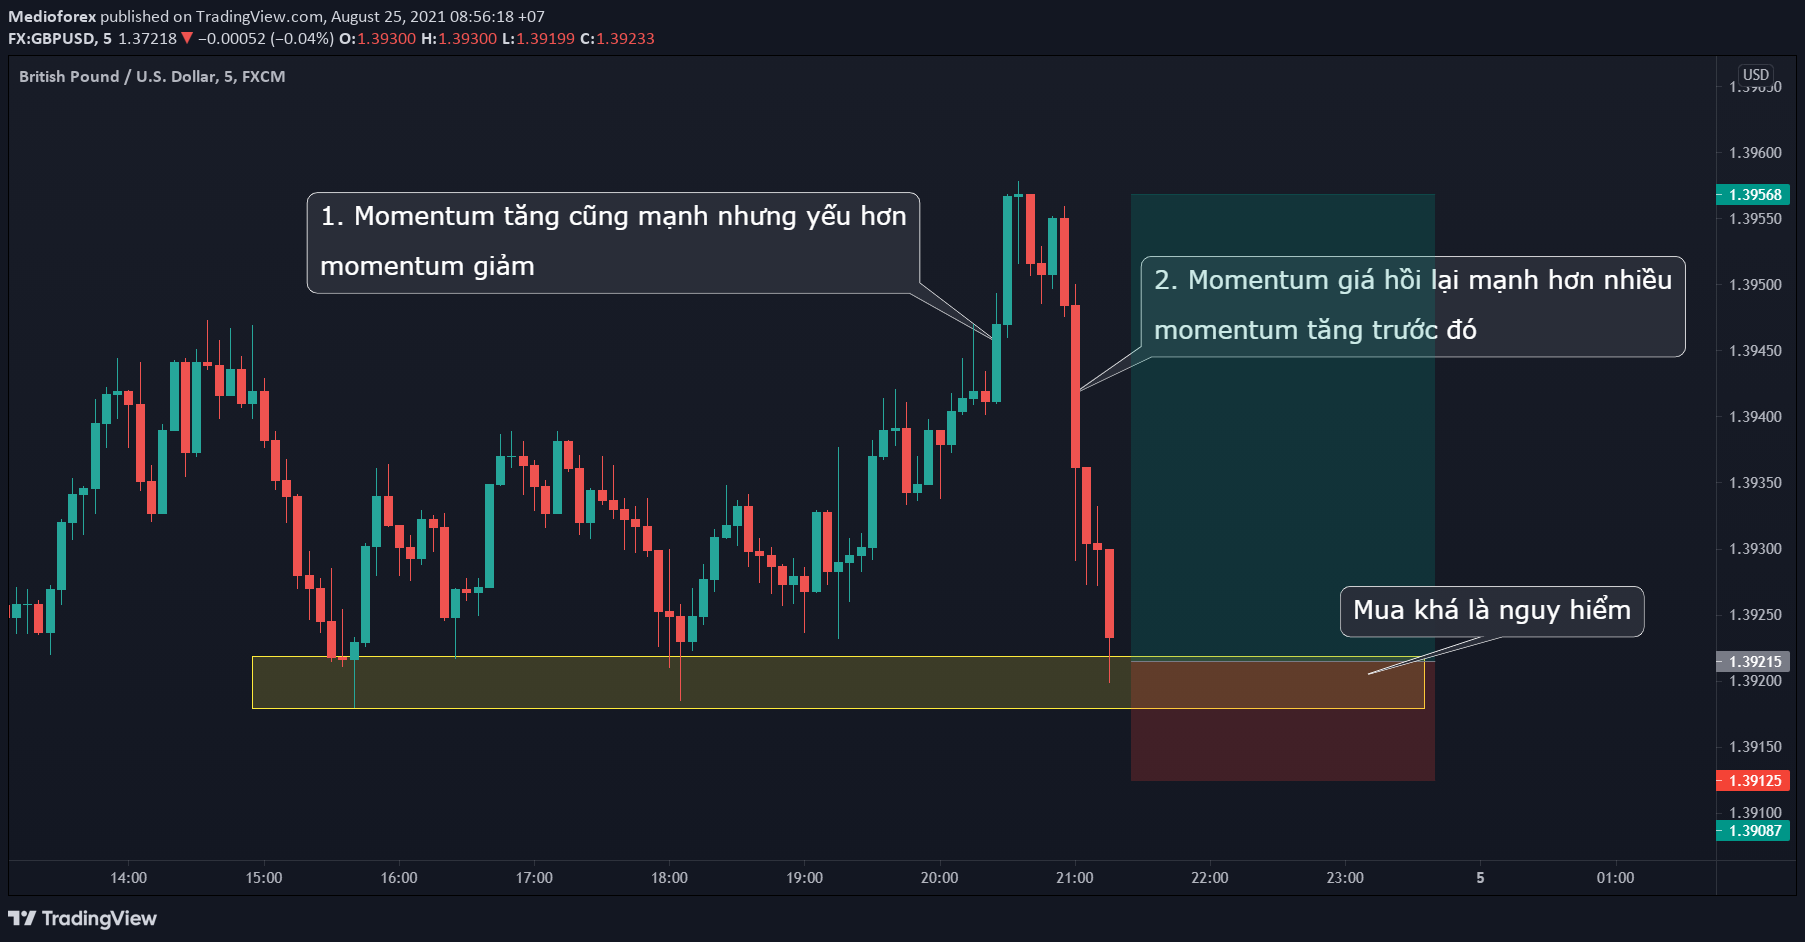 Medioforex published on TradingView.com, August 25, 2021 08:56:18 +07
FX:GBPUSD, 5 1.37218 ▼ −0.00052 (−0.04%) O:1.39300 H:1.39300 L:1.39199 C:1.39233
British Pound / U.S. Dollar, 5, FXCM
USD
1.39650
1.39600
1.39568
1.39550
1.39500
1.39450
1.39400
1.39350
1.39300
1.39250
1.39215
1.39200
1.39150
1.39125
1.39100
1.39087
1. Momentum tăng cũng mạnh nhưng yếu hơn
momentum giảm
2. Momentum giá hồi lại mạnh hơn nhiều
momentum tăng trước đó
Mua khá là nguy hiểm
14:00 15:00 16:00 17:00 18:00 19:00 20:00 21:00 22:00 23:00 5 01:00
TradingView